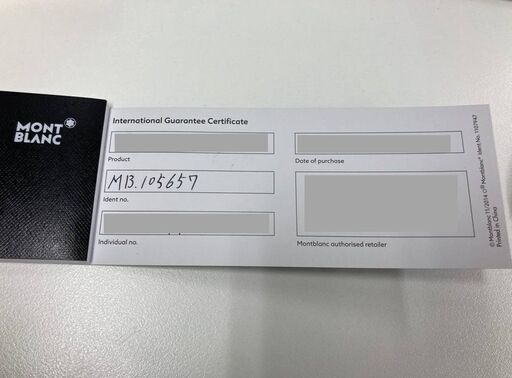 MONT
BLANC
International Guarantee Certificate
Product
MB.105657
Ident no.
Individual no.
Date of purchase
Montblanc authorised retailer
© Montblanc 11/2014 ○® Montblanc® Ident No. 1107947
Printed in China